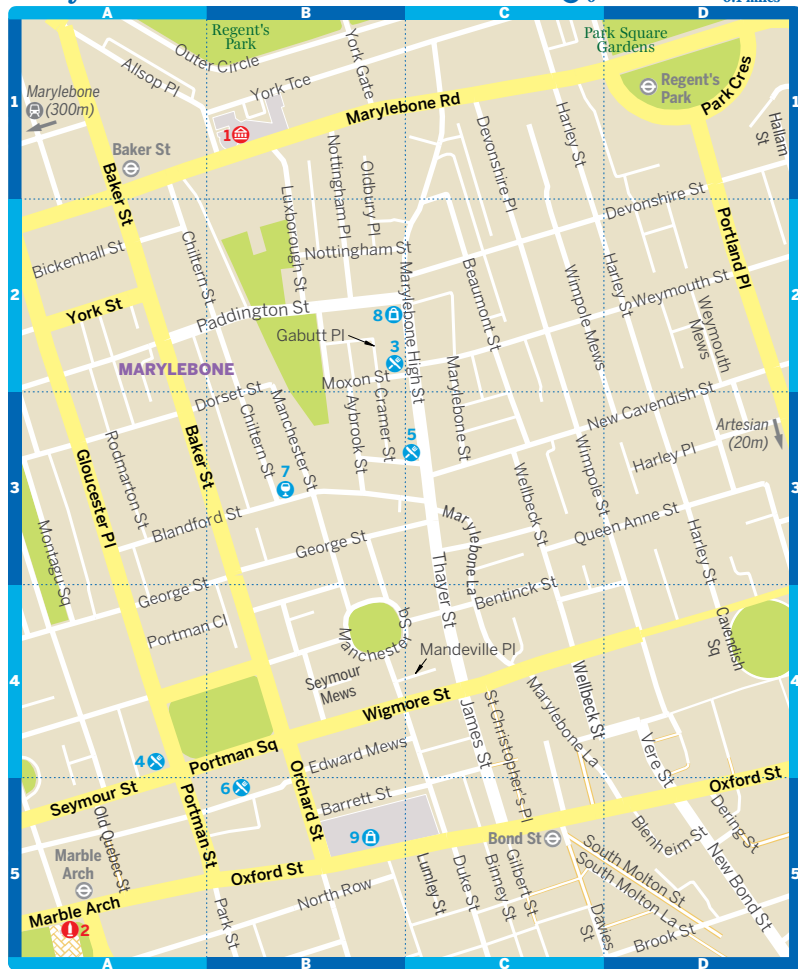 A
B
C
D
Regent's
Park
Park Square
Gardens
Outer Circle
Allsop Pl
York Tce
York Gate
Marylebone
(300m)
1
1
Regent's
Park
Park Cres
Marylebone Rd
1
Baker St
Harley St
Hallam
St
Devonshire Pl
Nottingham Pl
Oldbury Pl
Baker St
Luxborough St
Devonshire St
Portland Pl
Bickenhall St
Chiltern St
Nottingham St
Marylebone High St
Beaumont St
Wimpole Mews
Harley St
Weymouth St
2
2
York St
Paddington St
8
Weymouth
Mews
Gabutt Pl
3
MARYLEBONE
Moxon St
Marylebone St
Dorset St
Chiltern St
Manchester St
Aybrook St
Cramer St
New Cavendish St
Artesian
(20m)
5
Rodmarton St
Baker St
Gloucester Pl
Harley Pl
Wimpole St
Wellbeck St
7
3
3
Blandford St
Marylebone La
Queen Anne St
Montagu Sq
George St
Harley St
Thayer St
George St
Bentinck St
Portman Cl
Manchester Sq
Mandeville Pl
Cavendish
Sq
Seymour
Mews
4
4
Wigmore St
Marylebone La
Wellbeck St
St Christopher's Pl
James St
Vere St
4
Portman Sq
Edward Mews
Seymour St
6
Orchard St
Barrett St
Oxford St
Portman St
Old Quebec St
Dering St
Blenheim St
9
Bond St
New Bond St
South Molton St
South Molton La
Marble
Arch
5
5
Oxford St
Lumley St
Duke St
Binney St
Gilbert St
North Row
Davies
St
Brook St
Park St
Marble Arch
2
A
B
C
D